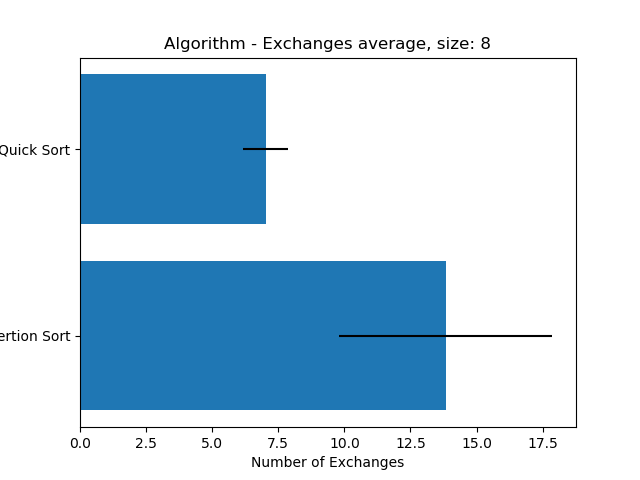 Algorithm - Exchanges average, size: 8
Quick Sort
ertion Sort
0.0 2.5 5.0 7.5 10.0 12.5 15.0 17.5
Number of Exchanges